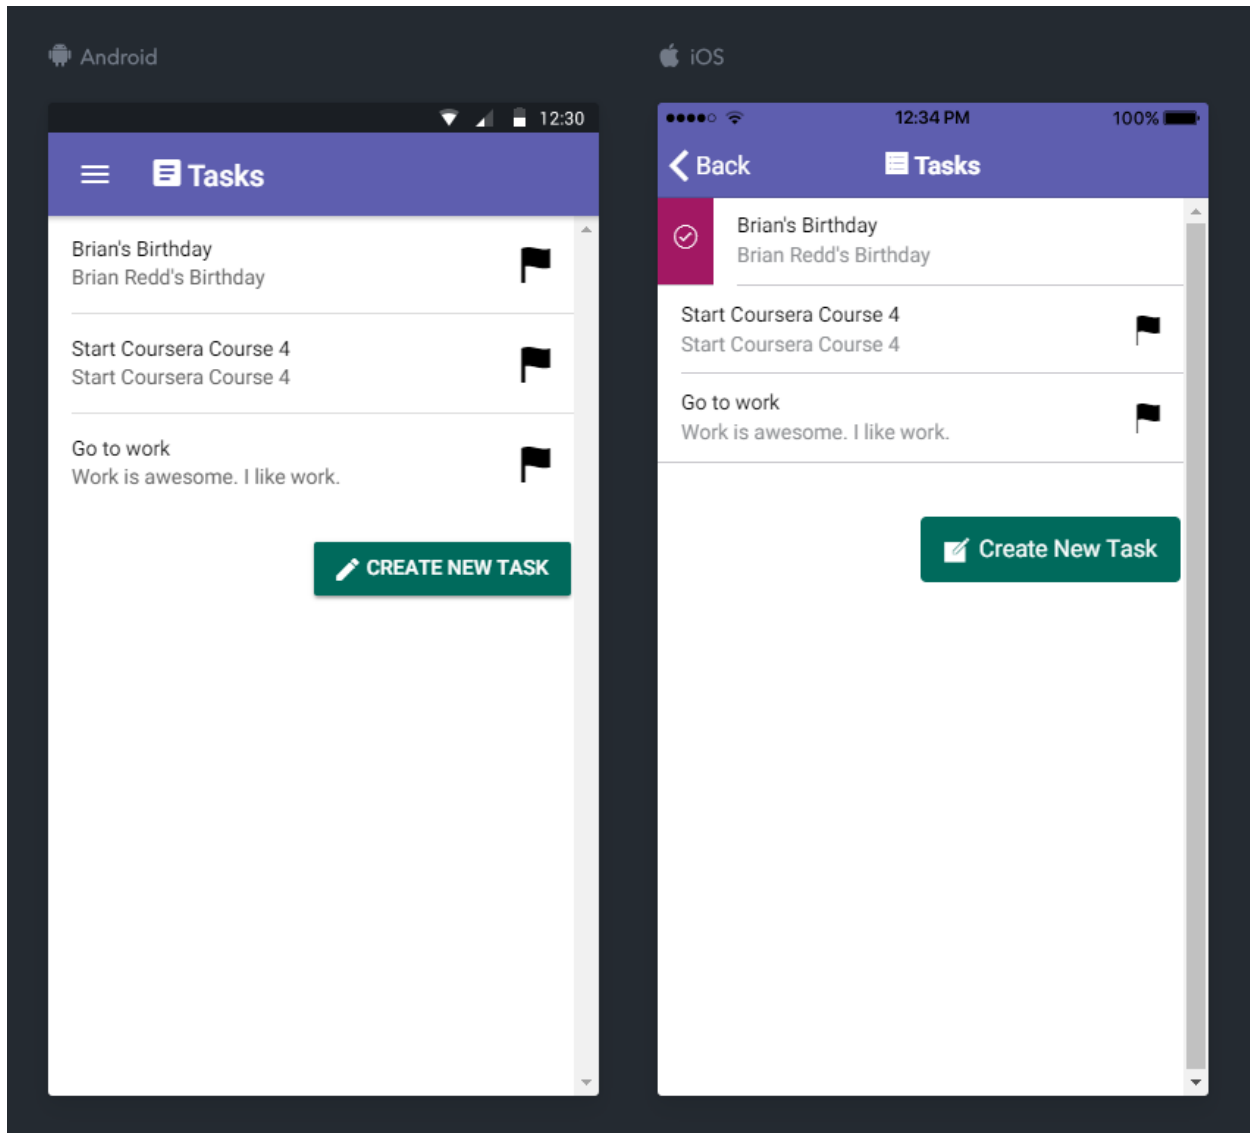 Android
12:30
Tasks
Brian's Birthday
Brian Redd's Birthday
Start Coursera Course 4
Start Coursera Course 4
Go to work
Work is awesome. I like work.
CREATE NEW TASK
iOS
12:34 PM
100%
Back
Tasks
Brian's Birthday
Brian Redd's Birthday
Start Coursera Course 4
Start Coursera Course 4
Go to work
Work is awesome. I like work.
Create New Task